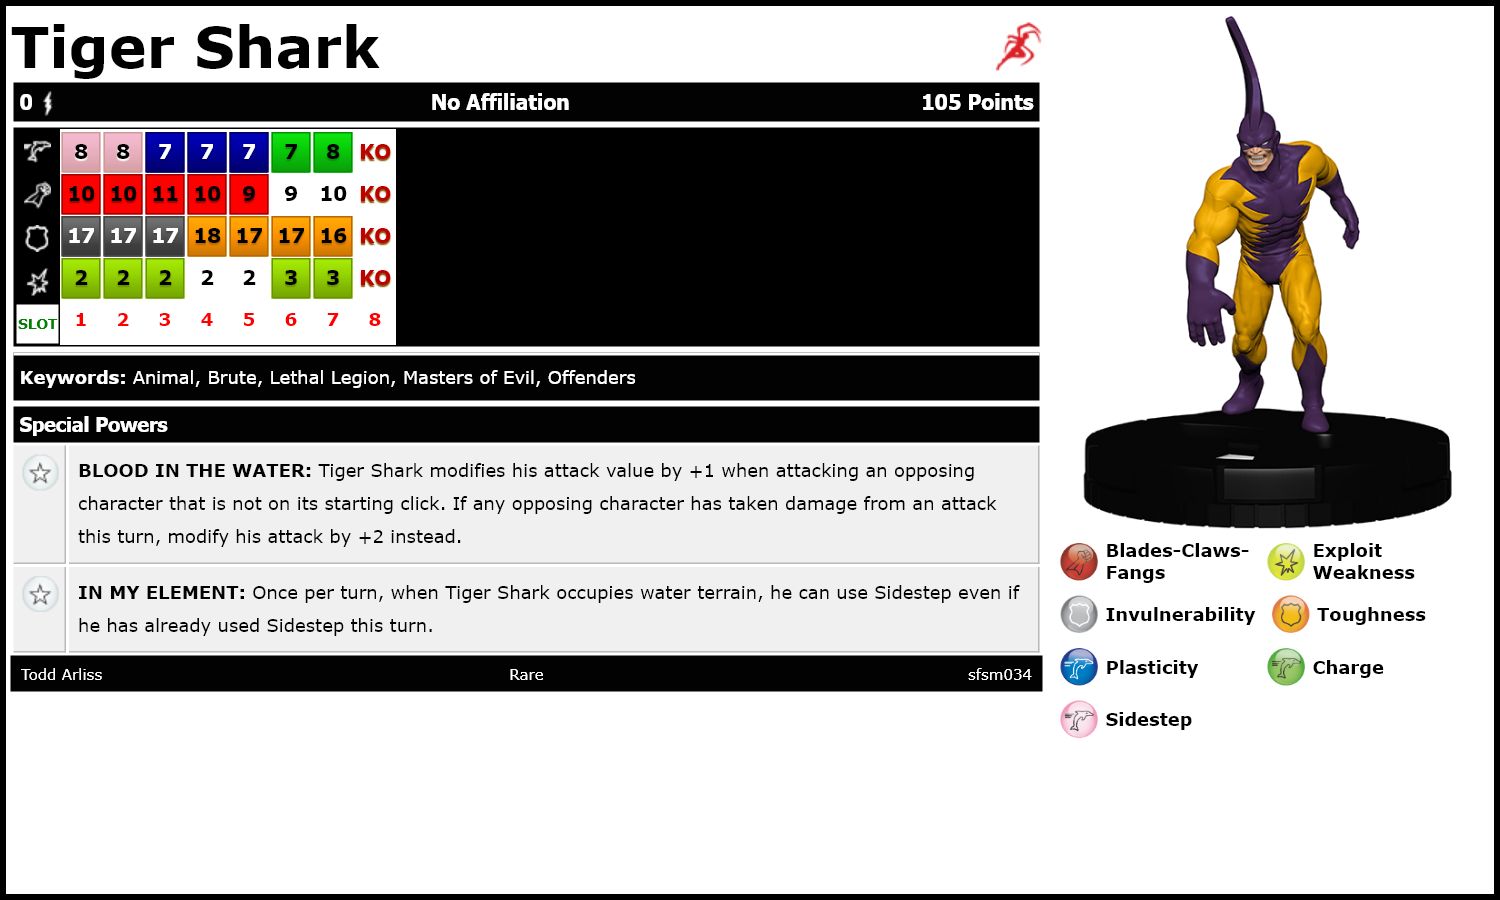 Tiger Shark
0 No Affiliation 105 Points
8 8 7 7 7 7 8 KO
10 10 11 10 9 9 10 KO
17 17 17 18 17 17 16 KO
2 2 2 2 2 3 3 KO
SLOT 1 2 3 4 5 6 7 8
Keywords: Animal, Brute, Lethal Legion, Masters of Evil, Offenders
Special Powers
BLOOD IN THE WATER: Tiger Shark modifies his attack value by +1 when attacking an opposing
character that is not on its starting click. If any opposing character has taken damage from an attack
this turn, modify his attack by +2 instead.
IN MY ELEMENT: Once per turn, when Tiger Shark occupies water terrain, he can use Sidestep even if
he has already used Sidestep this turn.
Todd Arliss Rare sfsm034
Blades-Claws-
Fangs
Exploit
Weakness
Invulnerability
Toughness
Plasticity
Charge
Sidestep